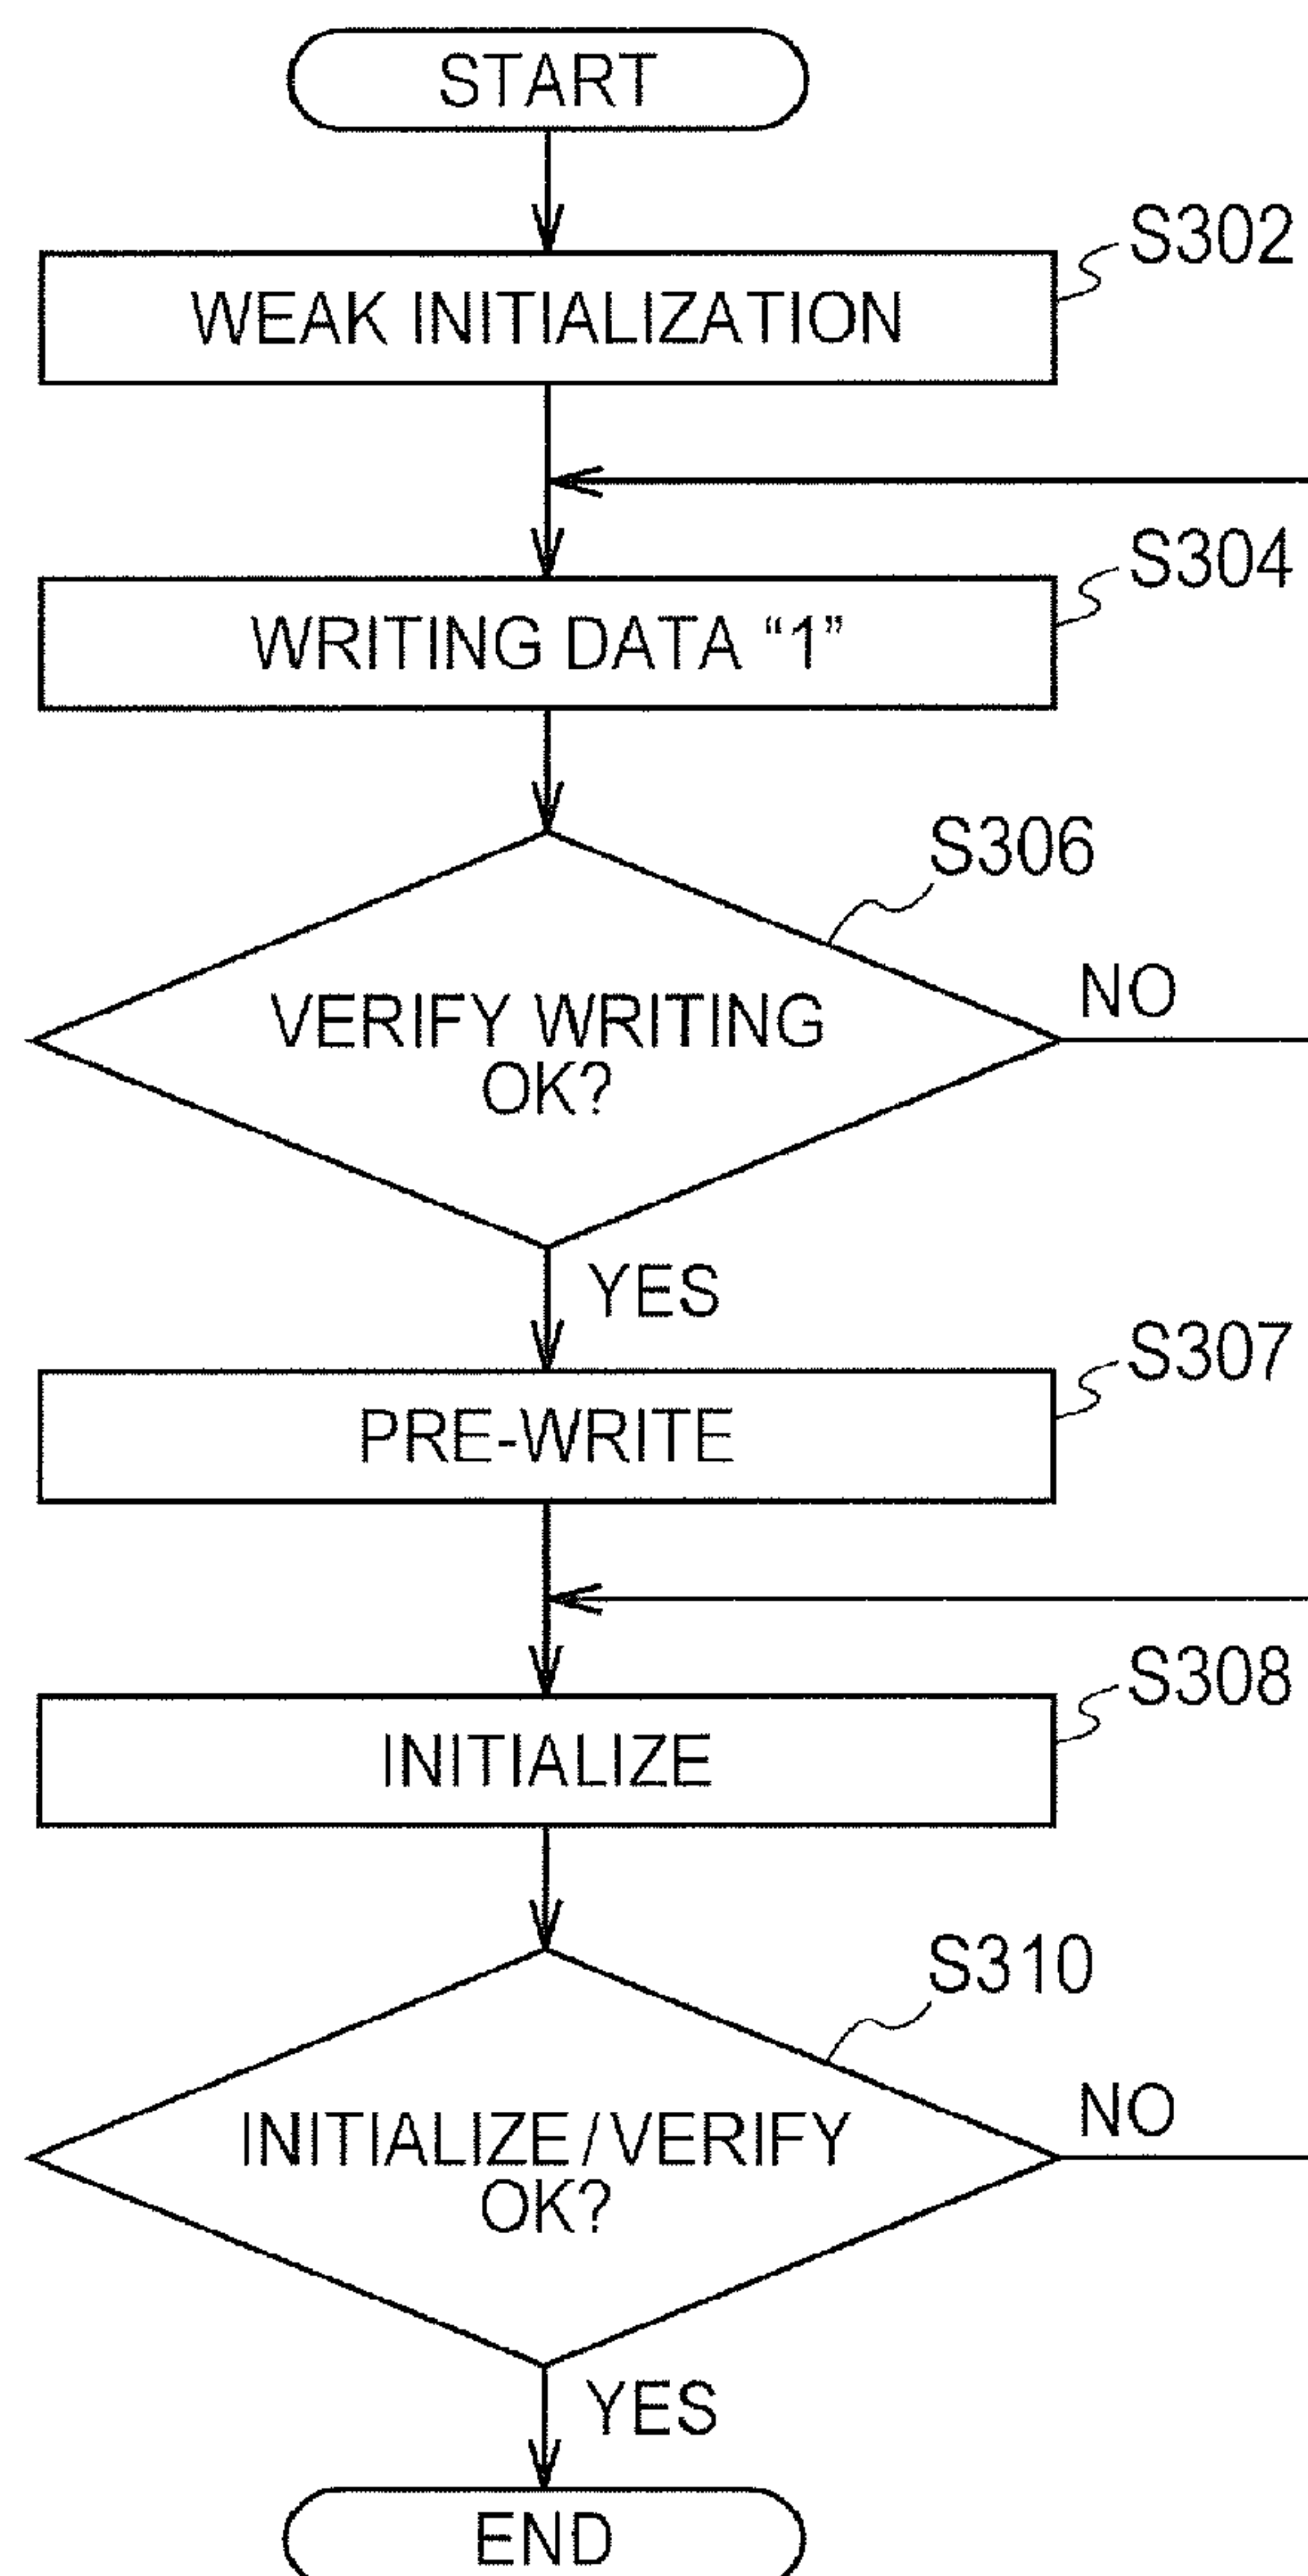 START
S302
WEAK INITIALIZATION
S304
WRITING DATA “1”
S306
NO
VERIFY WRITING
OK?
YES
S307
PRE-WRITE
S308
INITIALIZE
S310
NO
INITIALIZE/VERIFY
OK?
YES
END